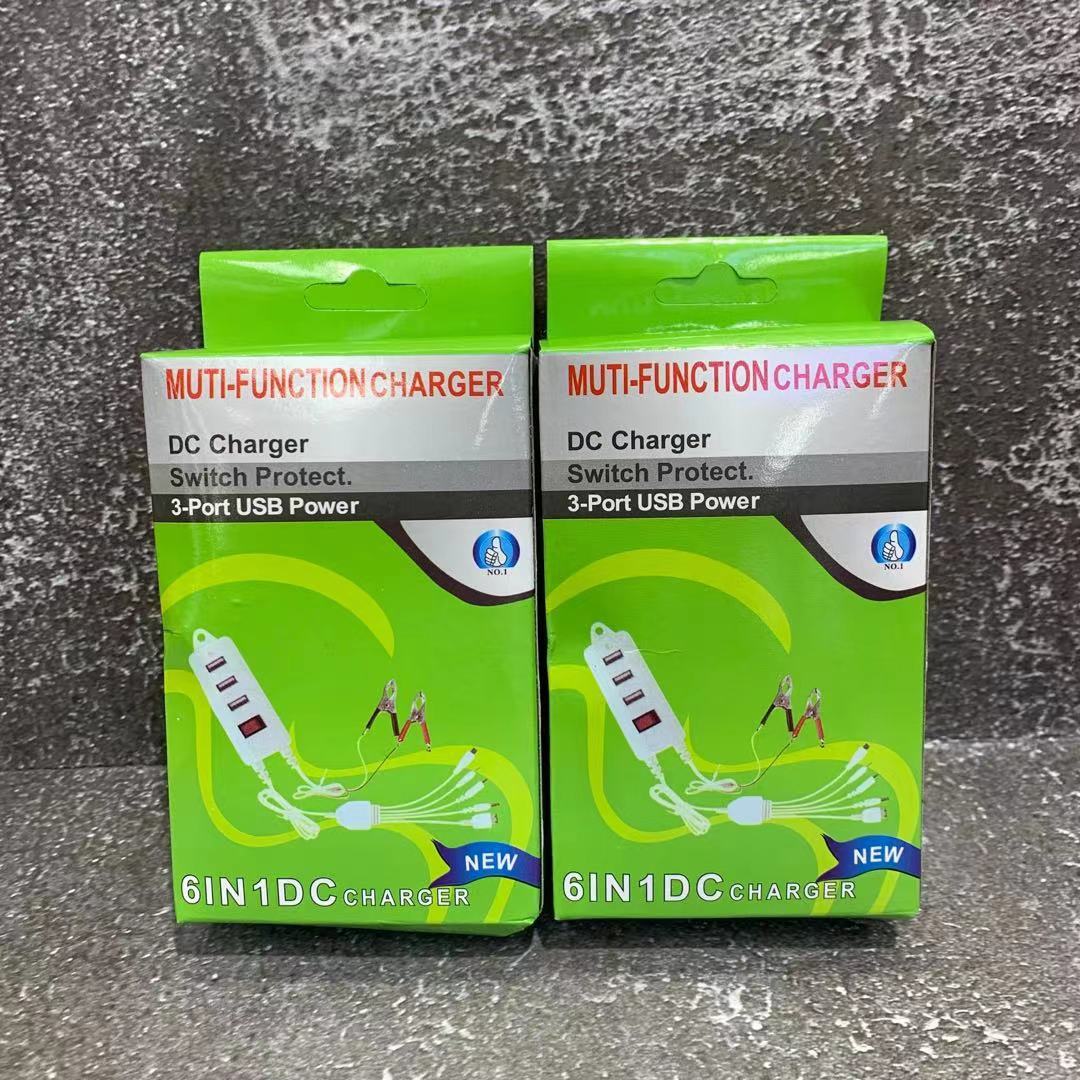 MUTI-FUNCTION CHARGER
DC Charger
Switch Protect.
3-Port USB Power
NO.1
NEW
6IN1DC CHARGER
MUTI-FUNCTION CHARGER
DC Charger
Switch Protect.
3-Port USB Power
NO.1
NEW
6IN1DC CHARGER